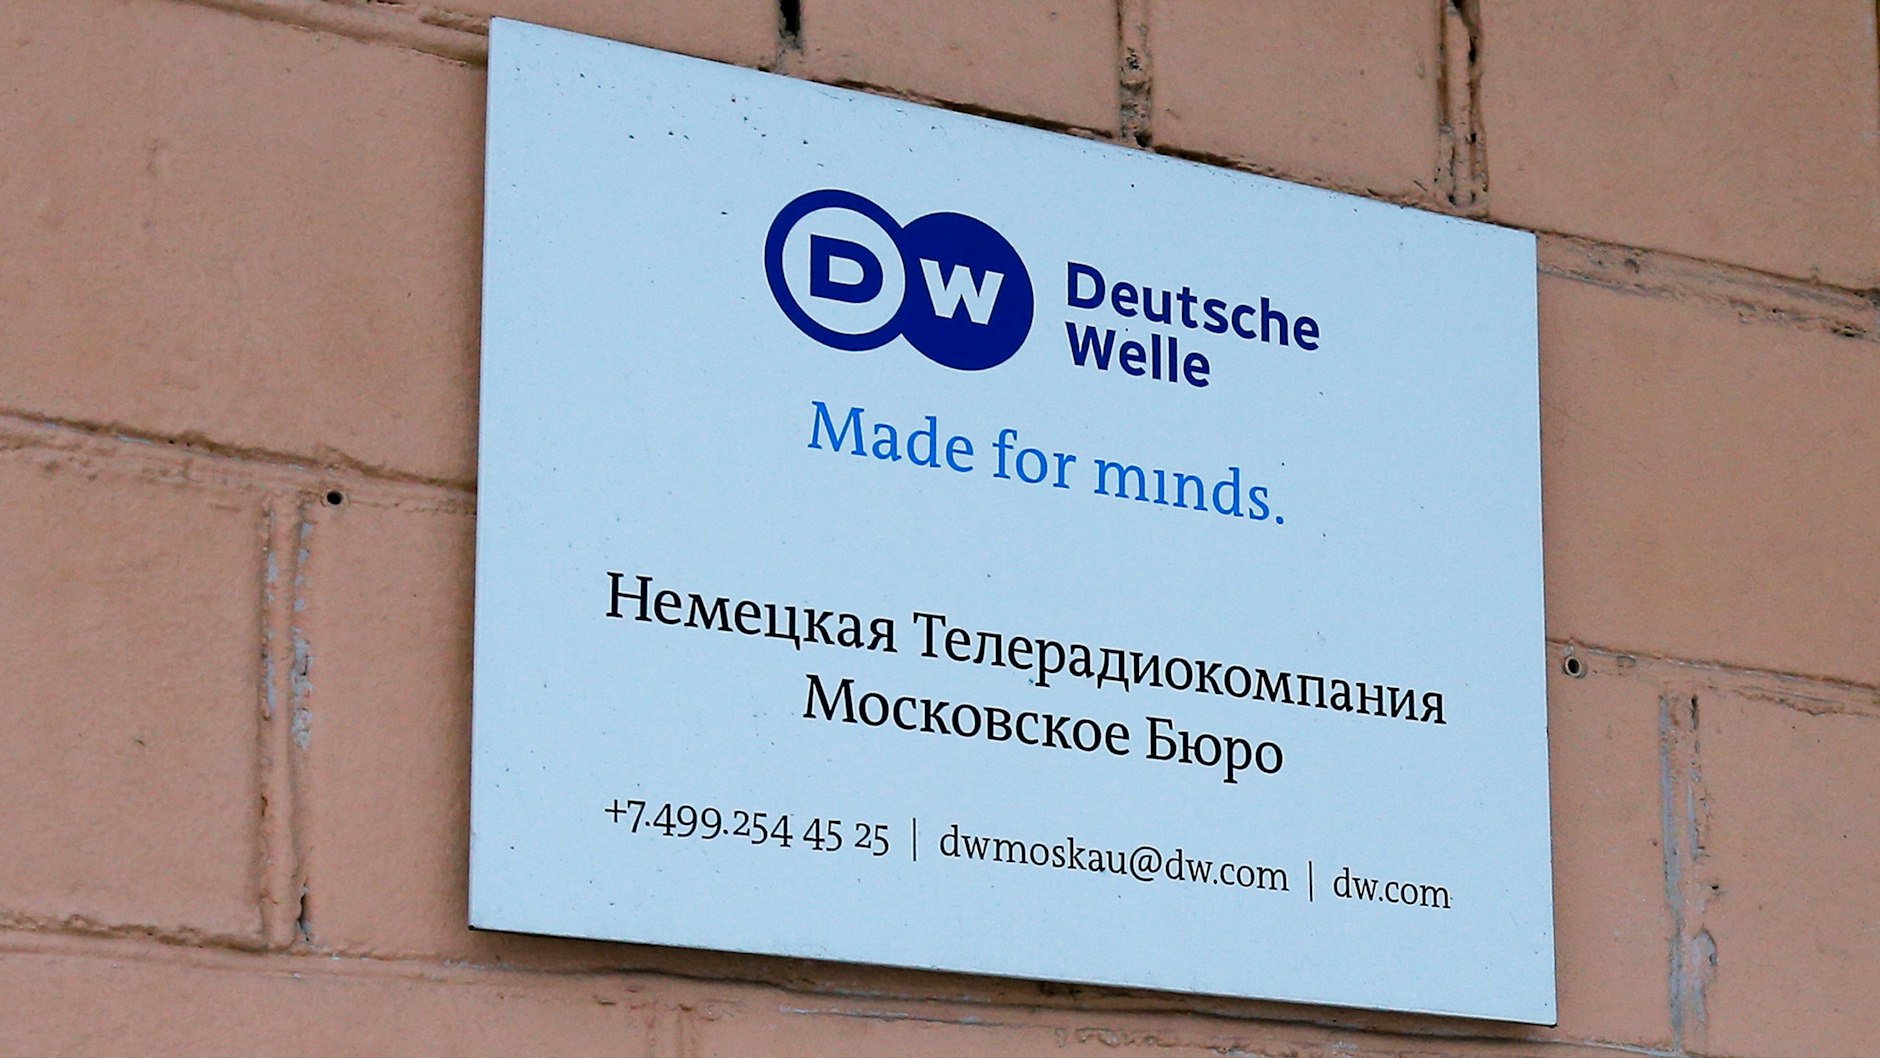 DW Deutsche
Welle
Made for mınds.
Немецкая Телерадиокомпания
Московское Бюро
+7.499.254 45 25 | dwmoskau@dw.com | dw.com